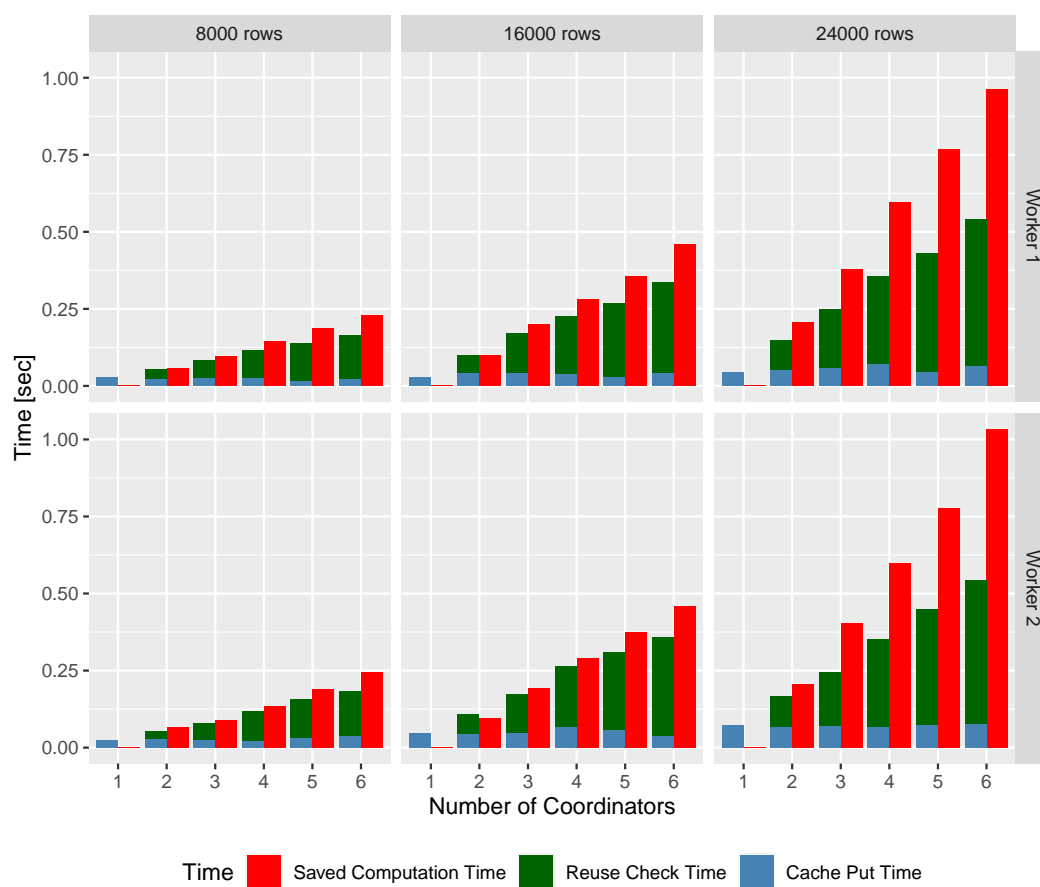 8000 rows 16000 rows 24000 rows
1.00
0.75
0.50
0.25
0.00
Worker 1
Time [sec]
1.00
0.75
0.50
0.25
0.00
Worker 2
1 2 3 4 5 6 1 2 3 4 5 6 1 2 3 4 5 6
Number of Coordinators
Time Saved Computation Time Reuse Check Time Cache Put Time